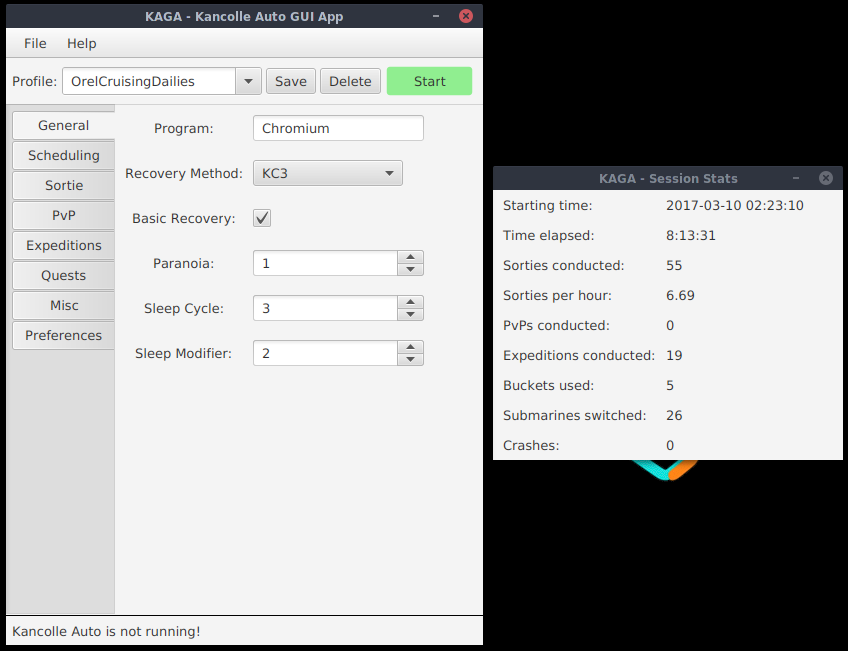 KAGA - Kancolle Auto GUI App
File Help
Profile: OrelCruisingDailies Save Delete Start
General
Scheduling
Sortie
PvP
Expeditions
Quests
Misc
Preferences
Program: Chromium
Recovery Method: KC3
Basic Recovery:
Paranoia: 1
Sleep Cycle: 3
Sleep Modifier: 2
Kancolle Auto is not running!
KAGA - Session Stats
Starting time: 2017-03-10 02:23:10
Time elapsed: 8:13:31
Sorties conducted: 55
Sorties per hour: 6.69
PvPs conducted: 0
Expeditions conducted: 19
Buckets used: 5
Submarines switched: 26
Crashes: 0